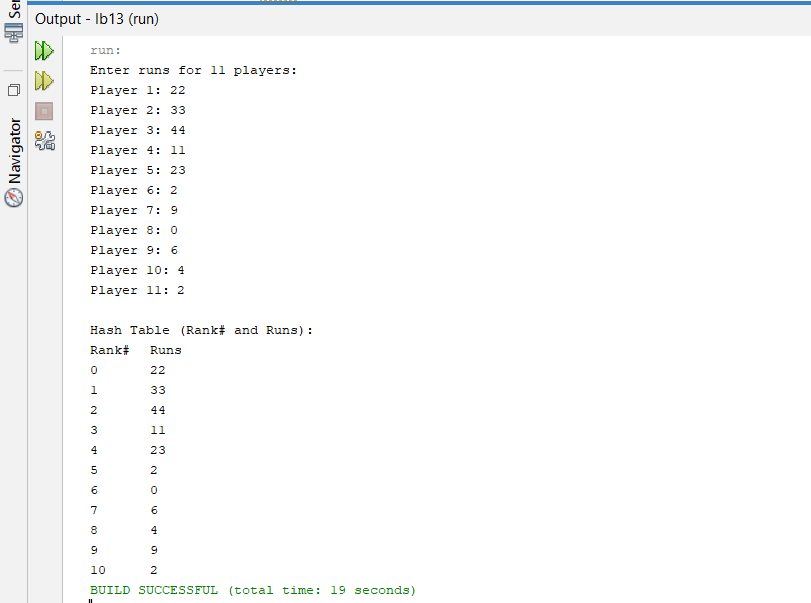 Ser
Navigator
Output - lb13 (run)
run:
Enter runs for 11 players:
Player 1: 22
Player 2: 33
Player 3: 44
Player 4: 11
Player 5: 23
Player 6: 2
Player 7: 9
Player 8: 0
Player 9: 6
Player 10: 4
Player 11: 2
Hash Table (Rank# and Runs):
Rank# Runs
0 22
1 33
2 44
3 11
4 23
5 2
6 0
7 6
8 4
9 9
10 2
BUILD SUCCESSFUL (total time: 19 seconds)